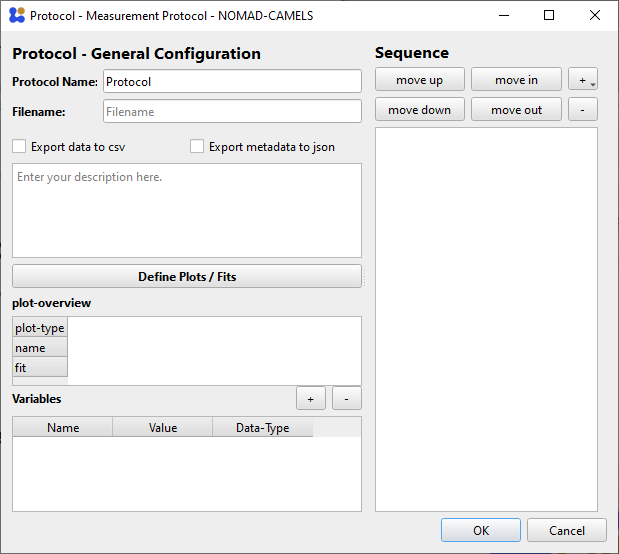 Protocol - Measurement Protocol - NOMAD-CAMELS
Protocol - General Configuration
Protocol Name: Protocol
Filename: Filename
Export data to csv Export metadata to json
Enter your description here.
Define Plots / Fits
plot-overview
plot-type
name
fit
Variables + -
Name Value Data-Type
Sequence
move up move in +
move down move out -
OK Cancel